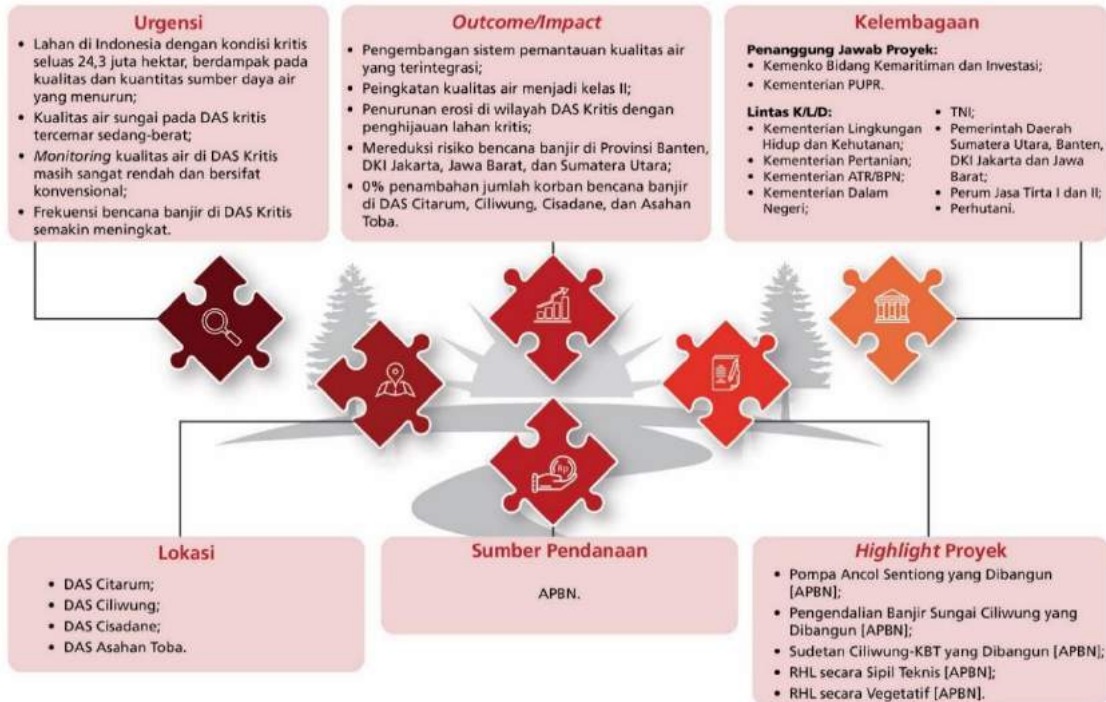 Urgensi
• Lahan di Indonesia dengan kondisi kritis
seluas 24,3 juta hektar, berdampak pada
kualitas dan kuantitas sumber daya air
yang menurun;
• Kualitas air sungai pada DAS kritis
tercemar sedang-berat;
• Monitoring kualitas air di DAS Kritis
masih sangat rendah dan bersifat
konvensional;
• Frekuensi bencana banjir di DAS Kritis
semakin meningkat.
Outcome/Impact
• Pengembangan sistem pemantauan kualitas air
yang terintegrasi;
• Peingkatan kualitas air menjadi kelas II;
• Penurunan erosi di wilayah DAS Kritis dengan
penghijauan lahan kritis;
• Mereduksi risiko bencana banjir di Provinsi Banten,
DKI Jakarta, Jawa Barat, dan Sumatera Utara;
• 0% penambahan jumlah korban bencana banjir
di DAS Citarum, Ciliwung, Cisadane, dan Asahan
Toba.
Kelembagaan
Penanggung Jawab Proyek:
• Kemenko Bidang Kemaritiman dan Investasi;
• Kementerian PUPR.
Lintas K/L/D:
• Kementerian Lingkungan
Hidup dan Kehutanan;
• Kementerian Pertanian;
• Kementerian ATR/BPN;
• Kementerian Dalam
Negeri;
• TNI;
• Pemerintah Daerah
Sumatera Utara, Banten,
DKI Jakarta dan Jawa
Barat;
• Perum Jasa Tirta I dan II;
• Perhutani.
Rp
Lokasi
• DAS Citarum;
• DAS Ciliwung;
• DAS Cisadane;
• DAS Asahan Toba.
Sumber Pendanaan
APBN.
Highlight Proyek
• Pompa Ancol Sentiong yang Dibangun
[APBN];
• Pengendalian Banjir Sungai Ciliwung yang
Dibangun [APBN];
• Sudetan Ciliwung-KBT yang Dibangun [APBN];
• RHL secara Sipil Teknis [APBN];
• RHL secara Vegetatif [APBN].